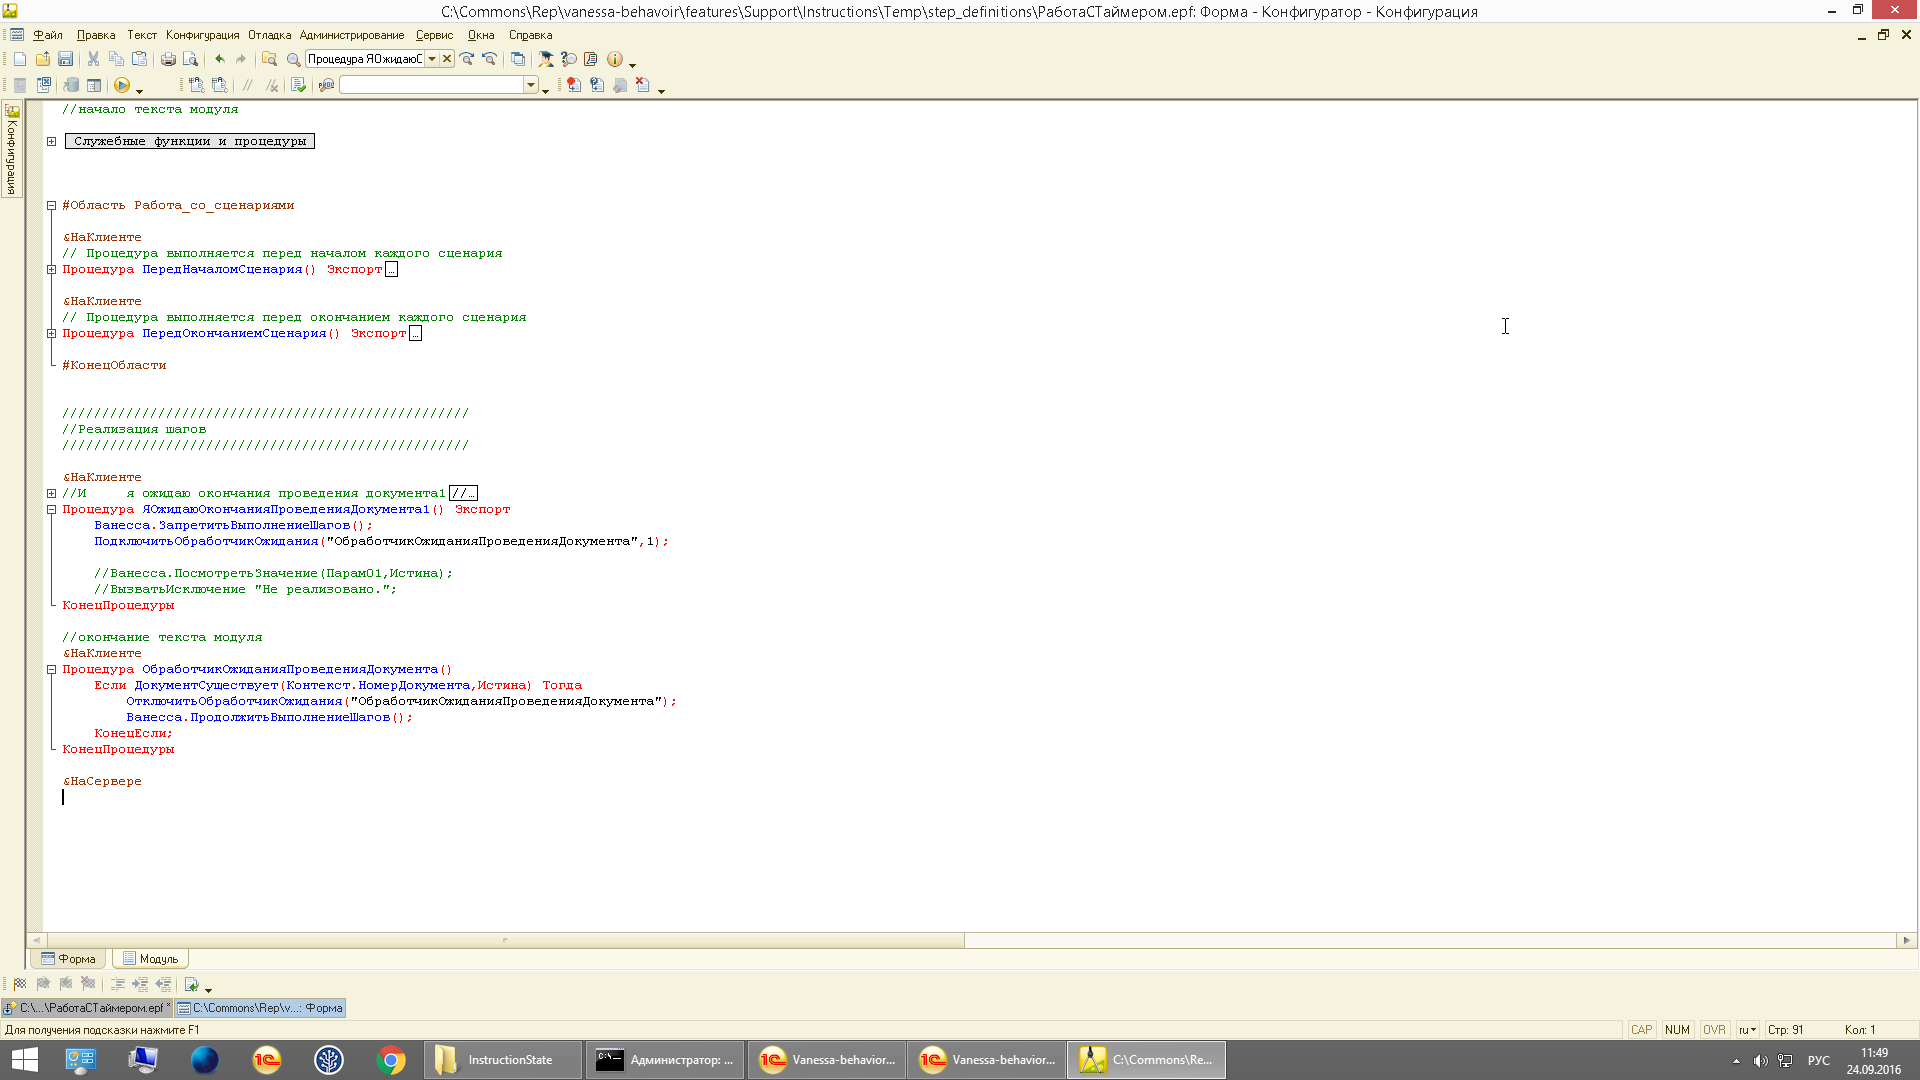 C:\Commons\Rep\vanessa-behavoir\features\Support\Instructions\Temp\step_definitions\РаботаСТаймером.epf: Форма - Конфигуратор - Конфигурация
Файл Правка Текст Конфигурация Отладка Администрирование Сервис Окна Справка
Процедура ЯОжидаюС
Конфигурация
//начало текста модуля
Служебные функции и процедуры
#Область Работа_со_сценариями
&НаКлиенте
// Процедура выполняется перед началом каждого сценария
Процедура ПередНачаломСценария() Экспорт...
&НаКлиенте
// Процедура выполняется перед окончанием каждого сценария
Процедура ПередОкончаниемСценария() Экспорт...
#КонецОбласти
///////////////////////////////////////////////////
//Реализация шагов
///////////////////////////////////////////////////
&НаКлиенте
//И     я ожидаю окончания проведения документа1 //...
Процедура ЯОжидаюОкончанияПроведенияДокумента1() Экспорт
Ванесса.ЗапретитьВыполнениеШагов();
ПодключитьОбработчикОжидания("ОбработчикОжиданияПроведенияДокумента",1);
//Ванесса.ПосмотретьЗначение(Парам01,Истина);
//ВызватьИсключение "Не реализовано.";
КонецПроцедуры
//окончание текста модуля
&НаКлиенте
Процедура ОбработчикОжиданияПроведенияДокумента()
Если ДокументСуществует(Контекст.НомерДокумента,Истина) Тогда
ОтключитьОбработчикОжидания("ОбработчикОжиданияПроведенияДокумента");
Ванесса.ПродолжитьВыполнениеШагов();
КонецЕсли;
КонецПроцедуры
&НаСервере
Форма Модуль
C:\...\РаботаСТаймером.epf * C:\Commons\Rep\v...: Форма
Для получения подсказки нажмите F1 CAP NUM OVR ru Стр: 91 Кол: 1
InstructionState Администратор: ... Vanessa-behavior... Vanessa-behavior... C:\Commons\Re... РУС 11:49
24.09.2016